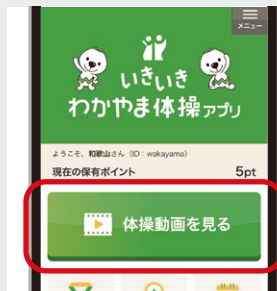 メニュー
いきいき
わかやま体操アプリ
ようこそ、和歌山さん（ID：wakayama）
現在の保有ポイント 5pt
体操動画を見る